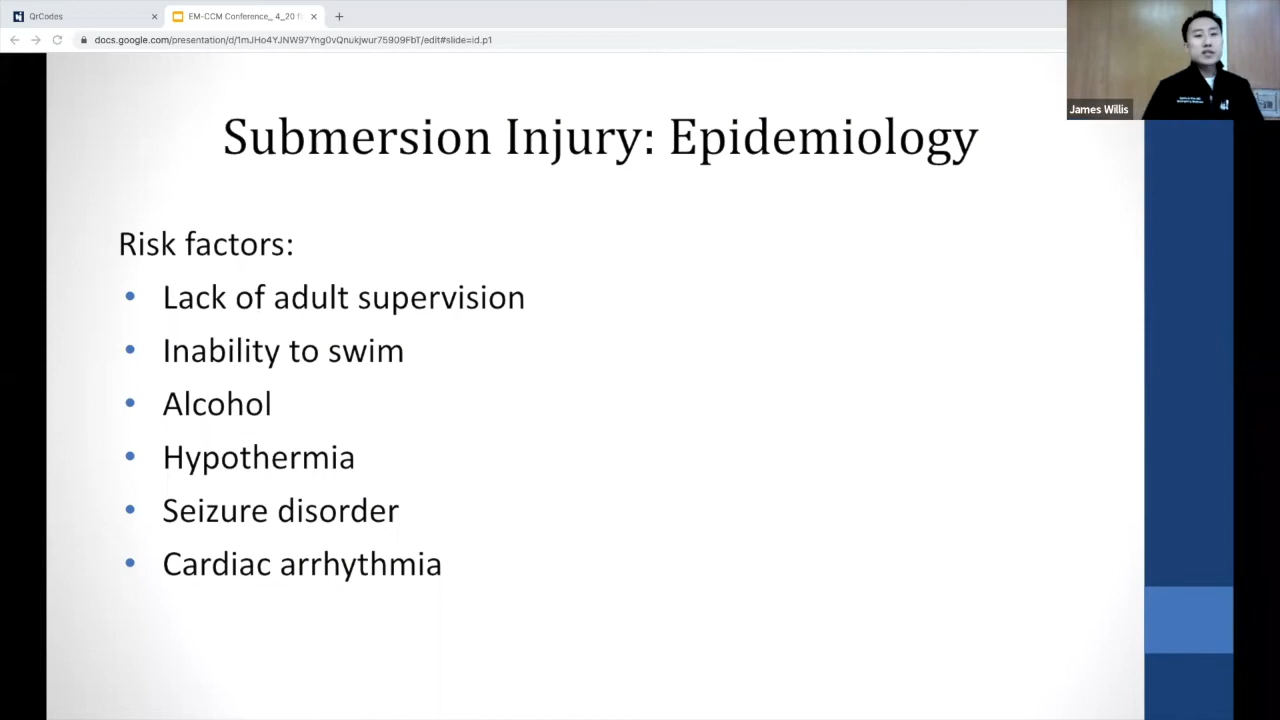 QrCodes
EM-CCM Conference_ 4_20 f
docs.google.com/presentation/d/1mJHo4YJNW97Yng0vQnukjwur75909FbT/edit#slide=id.p1
James Willis
Submersion Injury: Epidemiology
Risk factors:
• Lack of adult supervision
• Inability to swim
• Alcohol
• Hypothermia
• Seizure disorder
• Cardiac arrhythmia